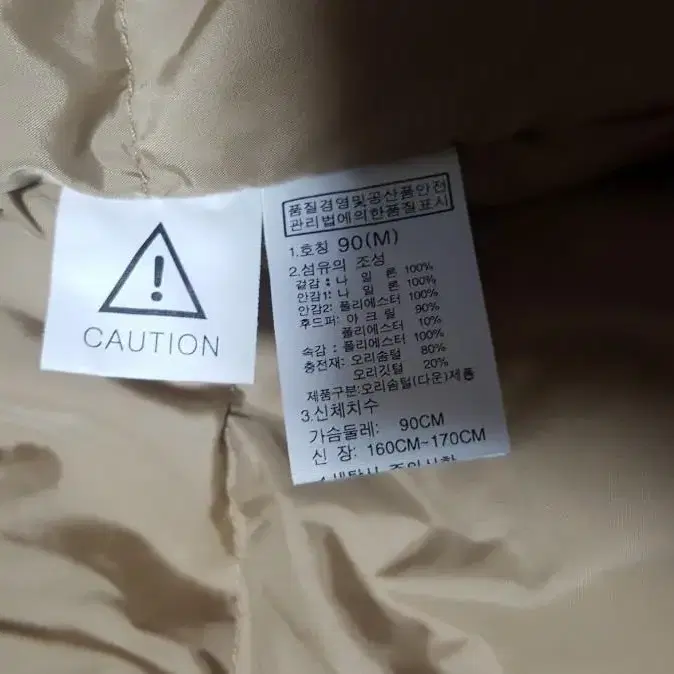 CAUTION
품질경영및공산품안전
관리법에의한품질표시
1.호칭 90(M)
2.섬유의 조성
겉감 : 나 일 론 100%
안감1: 나 일 론 100%
안감2: 폴리에스터 100%
후드퍼: 아 크 릴 90%
폴리에스터 10%
속감 : 폴리에스터 100%
충전재: 오리솜털 80%
오리깃털 20%
제품구분:오리솜털(다운)제품
3.신체치수
가슴둘레: 90CM
신 장: 160CM~170CM